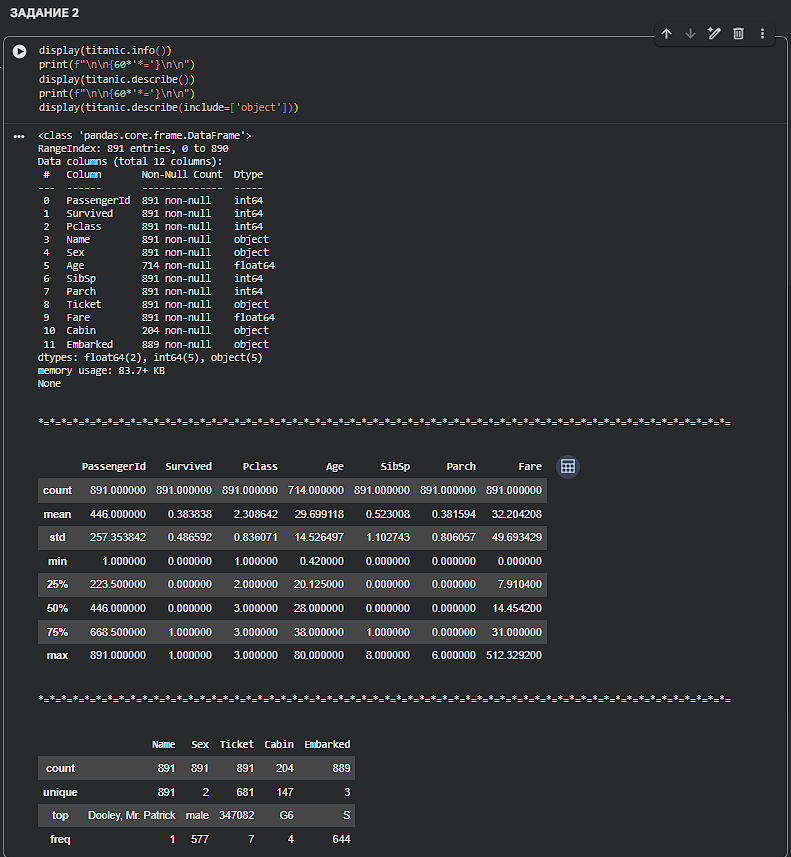 ЗАДАНИЕ 2
display(titanic.info())
print(f"\n\n{60*'*='}\n\n")
display(titanic.describe())
print(f"\n\n{60*'*='}\n\n")
display(titanic.describe(include=['object']))
<class 'pandas.core.frame.DataFrame'>
RangeIndex: 891 entries, 0 to 890
Data columns (total 12 columns):
 #   Column       Non-Null Count  Dtype
---  ------       --------------  -----
 0   PassengerId  891 non-null    int64
 1   Survived     891 non-null    int64
 2   Pclass       891 non-null    int64
 3   Name         891 non-null    object
 4   Sex          891 non-null    object
 5   Age          714 non-null    float64
 6   SibSp        891 non-null    int64
 7   Parch        891 non-null    int64
 8   Ticket       891 non-null    object
 9   Fare         891 non-null    float64
 10  Cabin        204 non-null    object
 11  Embarked     889 non-null    object
dtypes: float64(2), int64(5), object(5)
memory usage: 83.7+ KB
None
*=*=*=*=*=*=*=*=*=*=*=*=*=*=*=*=*=*=*=*=*=*=*=*=*=*=*=*=*=*=*=*=*=*=*=*=*=*=*=*=*=*=*=*=*=*=*=*=*=*=*=*=*=*=*=*=*=*=*=*=
PassengerId Survived Pclass Age SibSp Parch Fare
count 891.000000 891.000000 891.000000 714.000000 891.000000 891.000000 891.000000
mean 446.000000 0.383838 2.308642 29.699118 0.523008 0.381594 32.204208
std 257.353842 0.486592 0.836071 14.526497 1.102743 0.806057 49.693429
min 1.000000 0.000000 1.000000 0.420000 0.000000 0.000000 0.000000
25% 223.500000 0.000000 2.000000 20.125000 0.000000 0.000000 7.910400
50% 446.000000 0.000000 3.000000 28.000000 0.000000 0.000000 14.454200
75% 668.500000 1.000000 3.000000 38.000000 1.000000 0.000000 31.000000
max 891.000000 1.000000 3.000000 80.000000 8.000000 6.000000 512.329200
*=*=*=*=*=*=*=*=*=*=*=*=*=*=*=*=*=*=*=*=*=*=*=*=*=*=*=*=*=*=*=*=*=*=*=*=*=*=*=*=*=*=*=*=*=*=*=*=*=*=*=*=*=*=*=*=*=*=*=*=
Name Sex Ticket Cabin Embarked
count 891 891 891 204 889
unique 891 2 681 147 3
top Dooley, Mr. Patrick male 347082 G6 S
freq 1 577 7 4 644